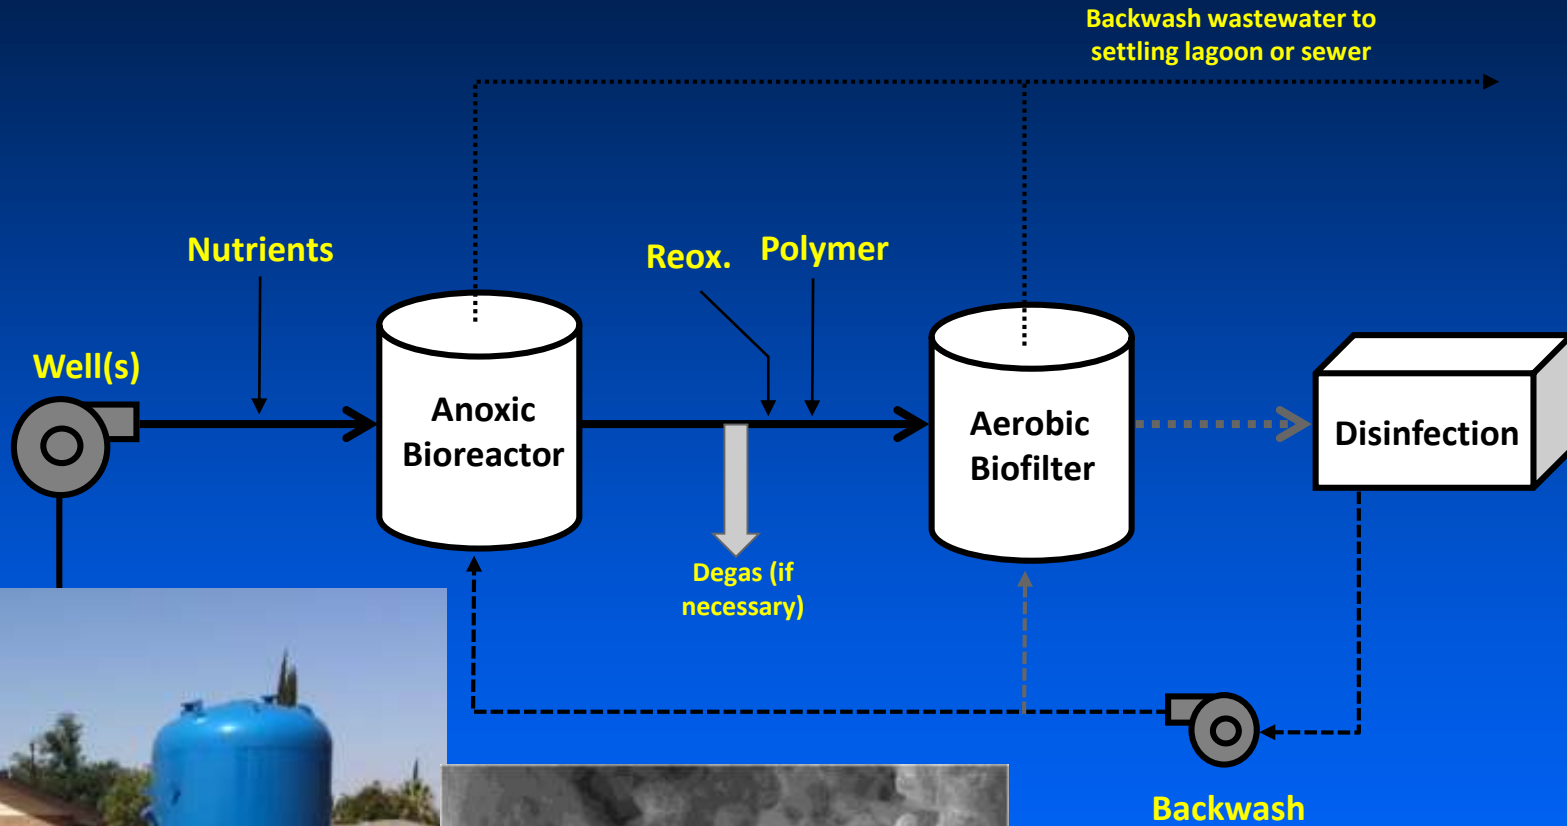 Backwash wastewater to
settling lagoon or sewer
Nutrients
Reox.
Polymer
Well(s)
Anoxic
Bioreactor
Aerobic
Biofilter
Disinfection
Degas (if
necessary)
Backwash